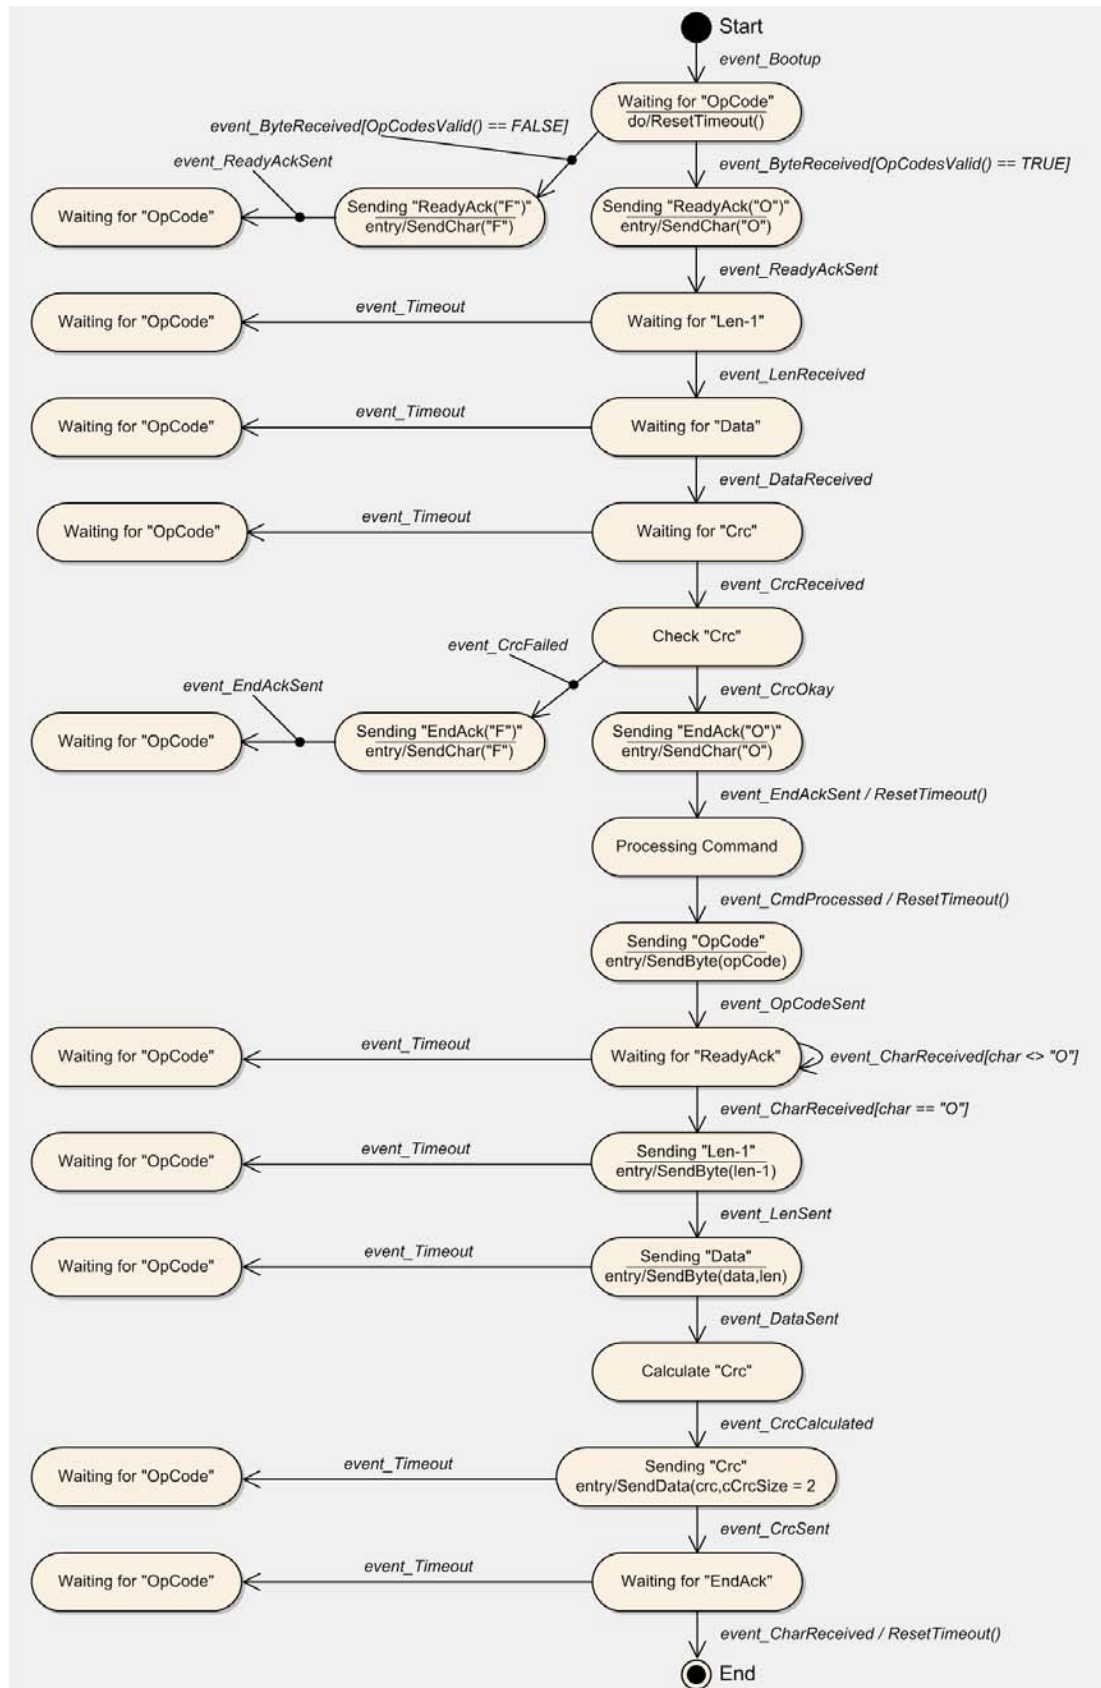 Start
event_Bootup
Waiting for "OpCode"
do/ResetTimeout()
event_ByteReceived[OpCodesValid() == FALSE]
event_ReadyAckSent
event_ByteReceived[OpCodesValid() == TRUE]
Waiting for "OpCode"
Sending "ReadyAck("F")"
entry/SendChar("F")
Sending "ReadyAck("O")"
entry/SendChar("O")
event_ReadyAckSent
Waiting for "OpCode"
event_Timeout
Waiting for "Len-1"
event_LenReceived
Waiting for "OpCode"
event_Timeout
Waiting for "Data"
event_DataReceived
Waiting for "OpCode"
event_Timeout
Waiting for "Crc"
event_CrcReceived
Check "Crc"
event_CrcFailed
event_EndAckSent
event_CrcOkay
Waiting for "OpCode"
Sending "EndAck("F")"
entry/SendChar("F")
Sending "EndAck("O")"
entry/SendChar("O")
event_EndAckSent / ResetTimeout()
Processing Command
event_CmdProcessed / ResetTimeout()
Sending "OpCode"
entry/SendByte(opCode)
event_OpCodeSent
Waiting for "OpCode"
event_Timeout
Waiting for "ReadyAck"
event_CharReceived[char <> "O"]
event_CharReceived[char == "O"]
Waiting for "OpCode"
event_Timeout
Sending "Len-1"
entry/SendByte(len-1)
event_LenSent
Waiting for "OpCode"
event_Timeout
Sending "Data"
entry/SendByte(data,len)
event_DataSent
Calculate "Crc"
event_CrcCalculated
Waiting for "OpCode"
event_Timeout
Sending "Crc"
entry/SendData(crc,cCrcSize = 2
event_CrcSent
Waiting for "OpCode"
event_Timeout
Waiting for "EndAck"
event_CharReceived / ResetTimeout()
End